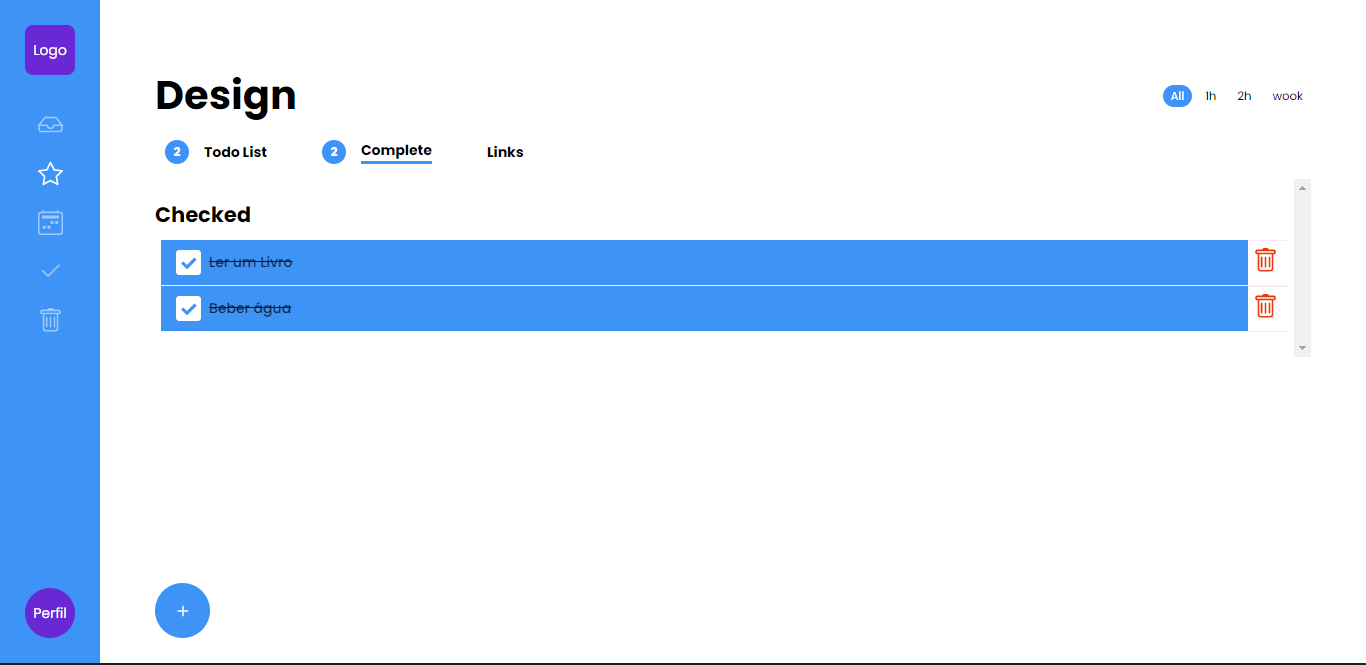 Logo
Design
All 1h 2h wook
2 Todo List 2 Complete Links
Checked
Ler um Livro
Beber água
+
Perfil